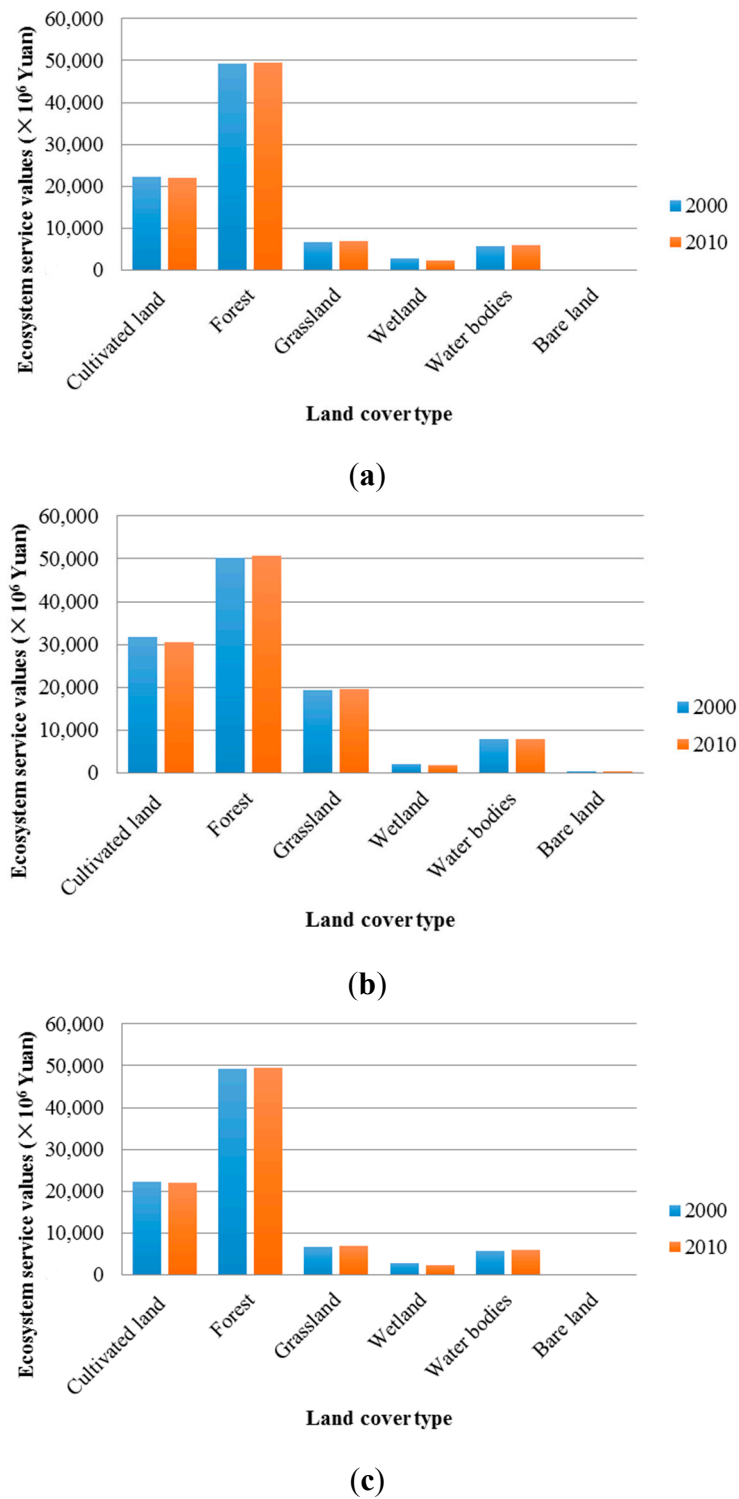 60,000
50,000
40,000
30,000
20,000
10,000
0
Ecosystem service values (×10⁶ Yuan)
Cultivated land
Forest
Grassland
Wetland
Water bodies
Bare land
Land cover type
2000
2010
(a)
60,000
50,000
40,000
30,000
20,000
10,000
0
Ecosystem service values (×10⁶ Yuan)
Cultivated land
Forest
Grassland
Wetland
Water bodies
Bare land
Land cover type
2000
2010
(b)
60,000
50,000
40,000
30,000
20,000
10,000
0
Ecosystem service values (×10⁶ Yuan)
Cultivated land
Forest
Grassland
Wetland
Water bodies
Bare land
Land cover type
2000
2010
(c)